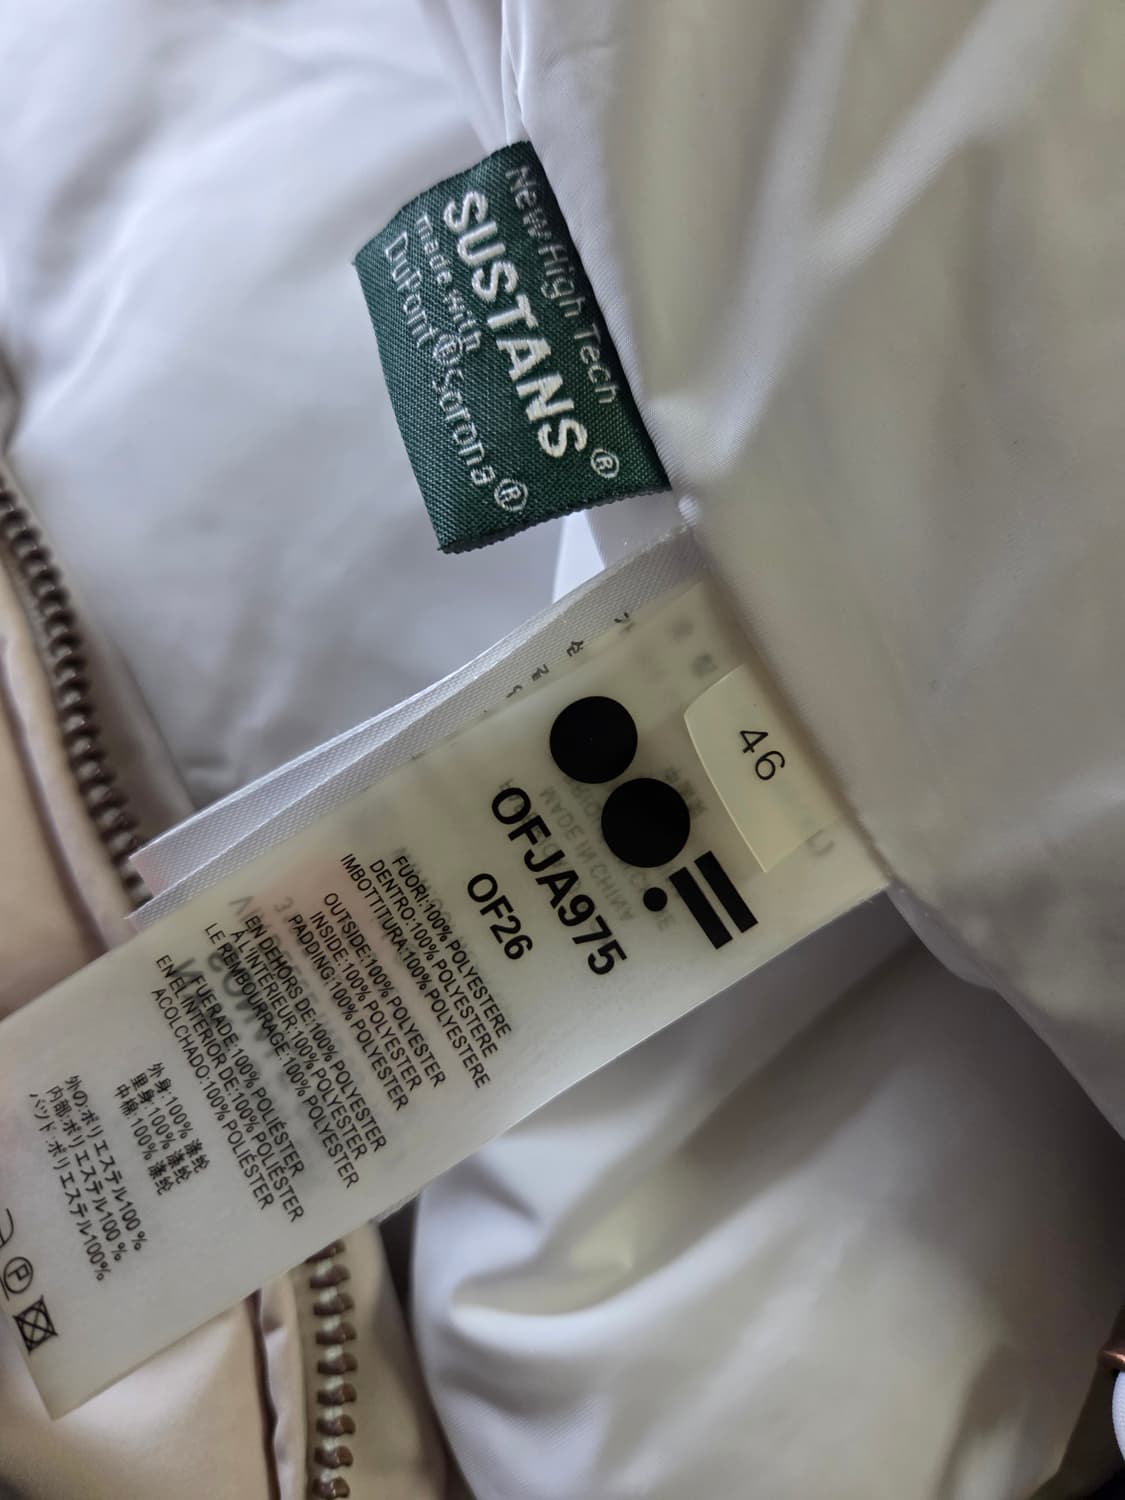 New High Tech
SUSTANS®
made with
DuPont® sorona®
46
OFJA975
OF26
FUORI:100% POLYESTERE
DENTRO:100% POLYESTERE
IMBOTTITURA:100% POLYESTERE
OUTSIDE:100% POLYESTER
INSIDE:100% POLYESTER
PADDING:100% POLYESTER
EN DEHORS DE:100% POLYESTER
A L'INTÉRIEUR:100% POLYESTER
LE REMBOURRAGE:100% POLYESTER
FUERADE:100% POLIÉSTER
EN EL INTERIOR DE:100% POLIÉSTER
ACOLCHADO:100% POLIÉSTER
外身:100% 涤纶
里身:100% 涤纶
中棉:100% 涤纶
外の:ポリエステル100%
内部:ポリエステル100%
パッド:ポリエステル100%
P
MADE IN CHINA